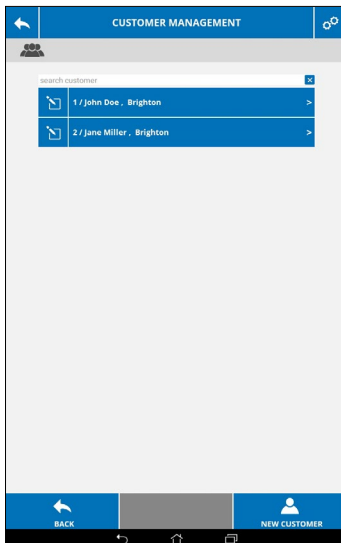 CUSTOMER MANAGEMENT
search customer
1 / John Doe , Brighton >
2 / Jane Miller , Brighton >
BACK
NEW CUSTOMER